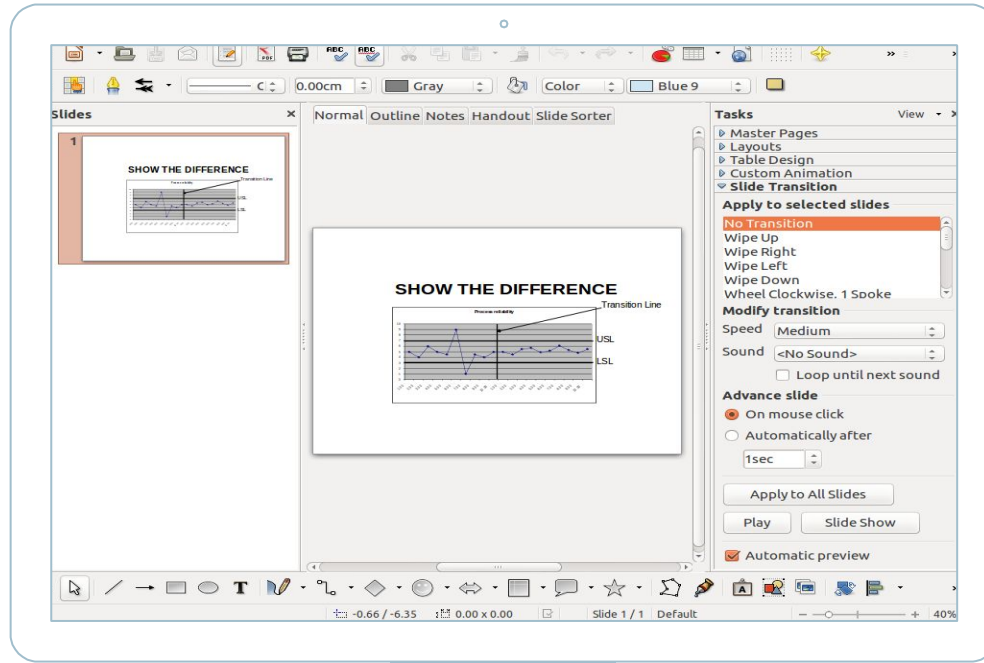 PDF ABC ABC »
C 0.00cm Gray Color Blue 9
Slides
1
SHOW THE DIFFERENCE
Process reliability
Transition Line
USL
LSL
Normal Outline Notes Handout Slide Sorter
SHOW THE DIFFERENCE
Process reliability
Transition Line
USL
LSL
Tasks View
Master Pages
Layouts
Table Design
Custom Animation
Slide Transition
Apply to selected slides
No Transition
Wipe Up
Wipe Right
Wipe Left
Wipe Down
Wheel Clockwise, 1 Spoke
Modify transition
Speed Medium
Sound <No Sound>
Loop until next sound
Advance slide
On mouse click
Automatically after
1sec
Apply to All Slides
Play Slide Show
Automatic preview
T A
-0.66 / -6.35 0.00 x 0.00 Slide 1 / 1 Default 40%